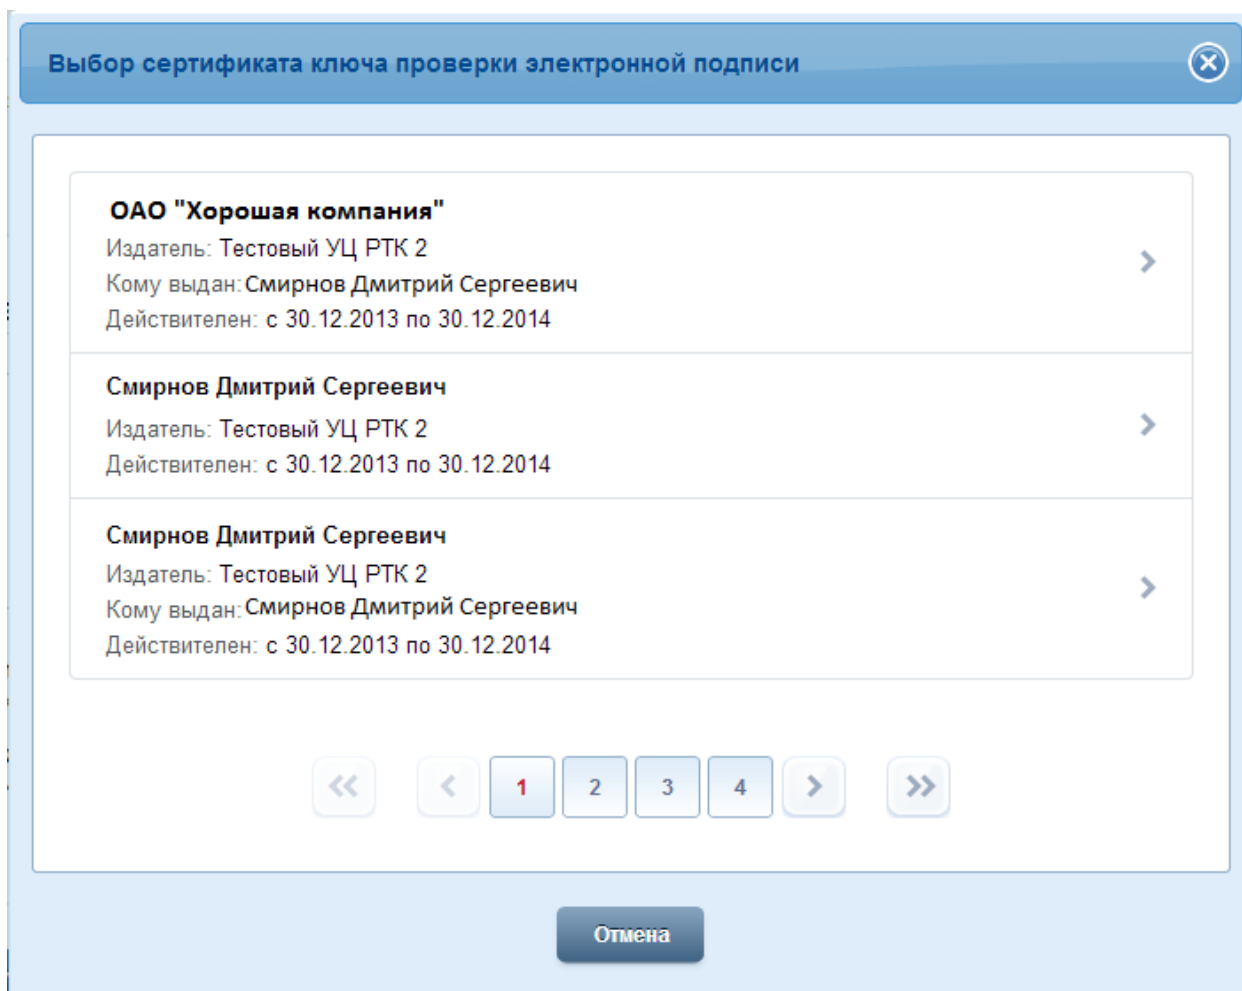 Выбор сертификата ключа проверки электронной подписи
ОАО "Хорошая компания"
Издатель: Тестовый УЦ РТК 2
Кому выдан: Смирнов Дмитрий Сергеевич
Действителен: с 30.12.2013 по 30.12.2014
Смирнов Дмитрий Сергеевич
Издатель: Тестовый УЦ РТК 2
Действителен: с 30.12.2013 по 30.12.2014
Смирнов Дмитрий Сергеевич
Издатель: Тестовый УЦ РТК 2
Кому выдан: Смирнов Дмитрий Сергеевич
Действителен: с 30.12.2013 по 30.12.2014
1 2 3 4
Отмена